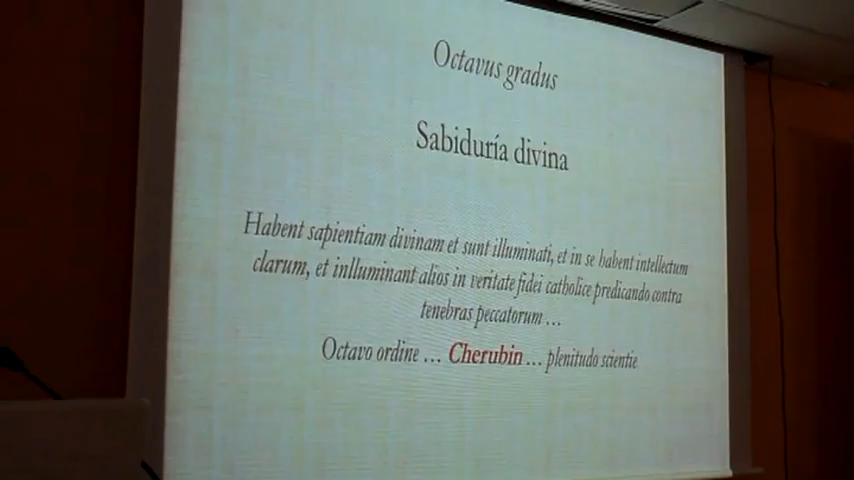 Octavus gradus
Sabiduría divina
Habent sapientiam divinam et sunt illuminati, et in se habent intellectum
clarum, et inlluminant alios in veritate fidei catholice predicando contra
tenebras peccatorum …
Octavo ordine … Cherubin … plenitudo scientie